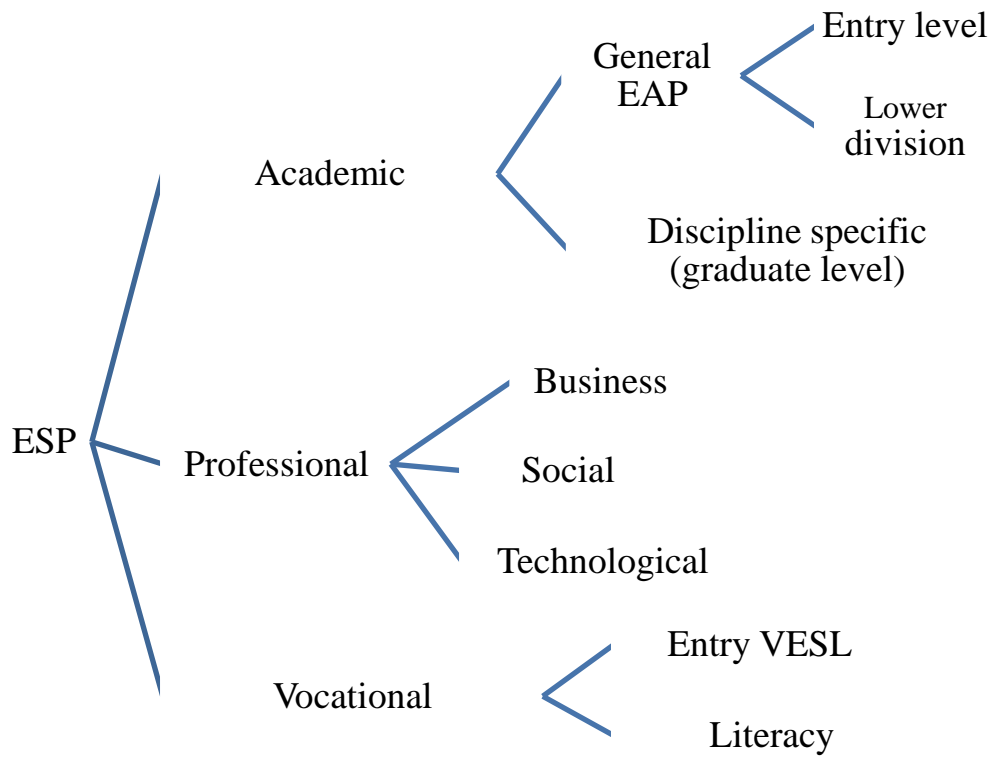 Entry level
General
EAP
Lower
division
Academic
Discipline specific
(graduate level)
Business
ESP
Professional
Social
Technological
Entry VESL
Vocational
Literacy